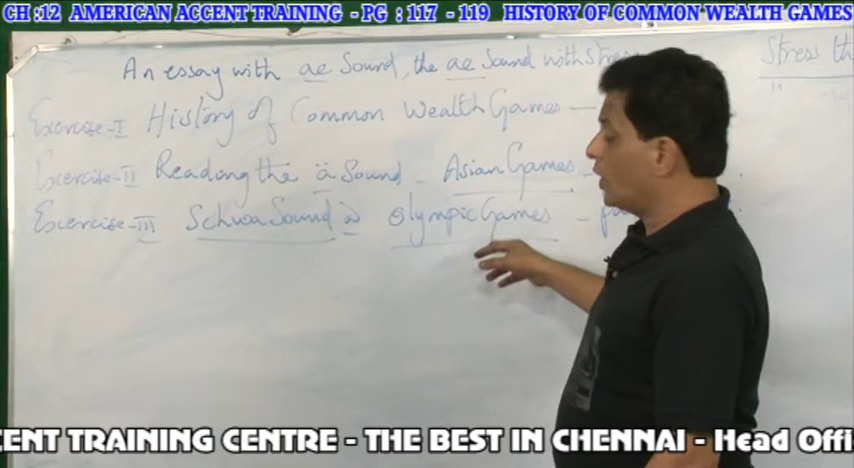 CH :12 AMERICAN ACCENT TRAINING - PG : 117 - 119 HISTORY OF COMMON WEALTH GAMES
An essay with ae Sound, the ae Sound with Stress
Stress th
Exercise-I History of Common Wealth Games —
Exercise-II Reading the ä Sound - Asian Games -
Exercise-III Schwa Sound ə Olympic Games -
CENT TRAINING CENTRE - THE BEST IN CHENNAI - Head Offi